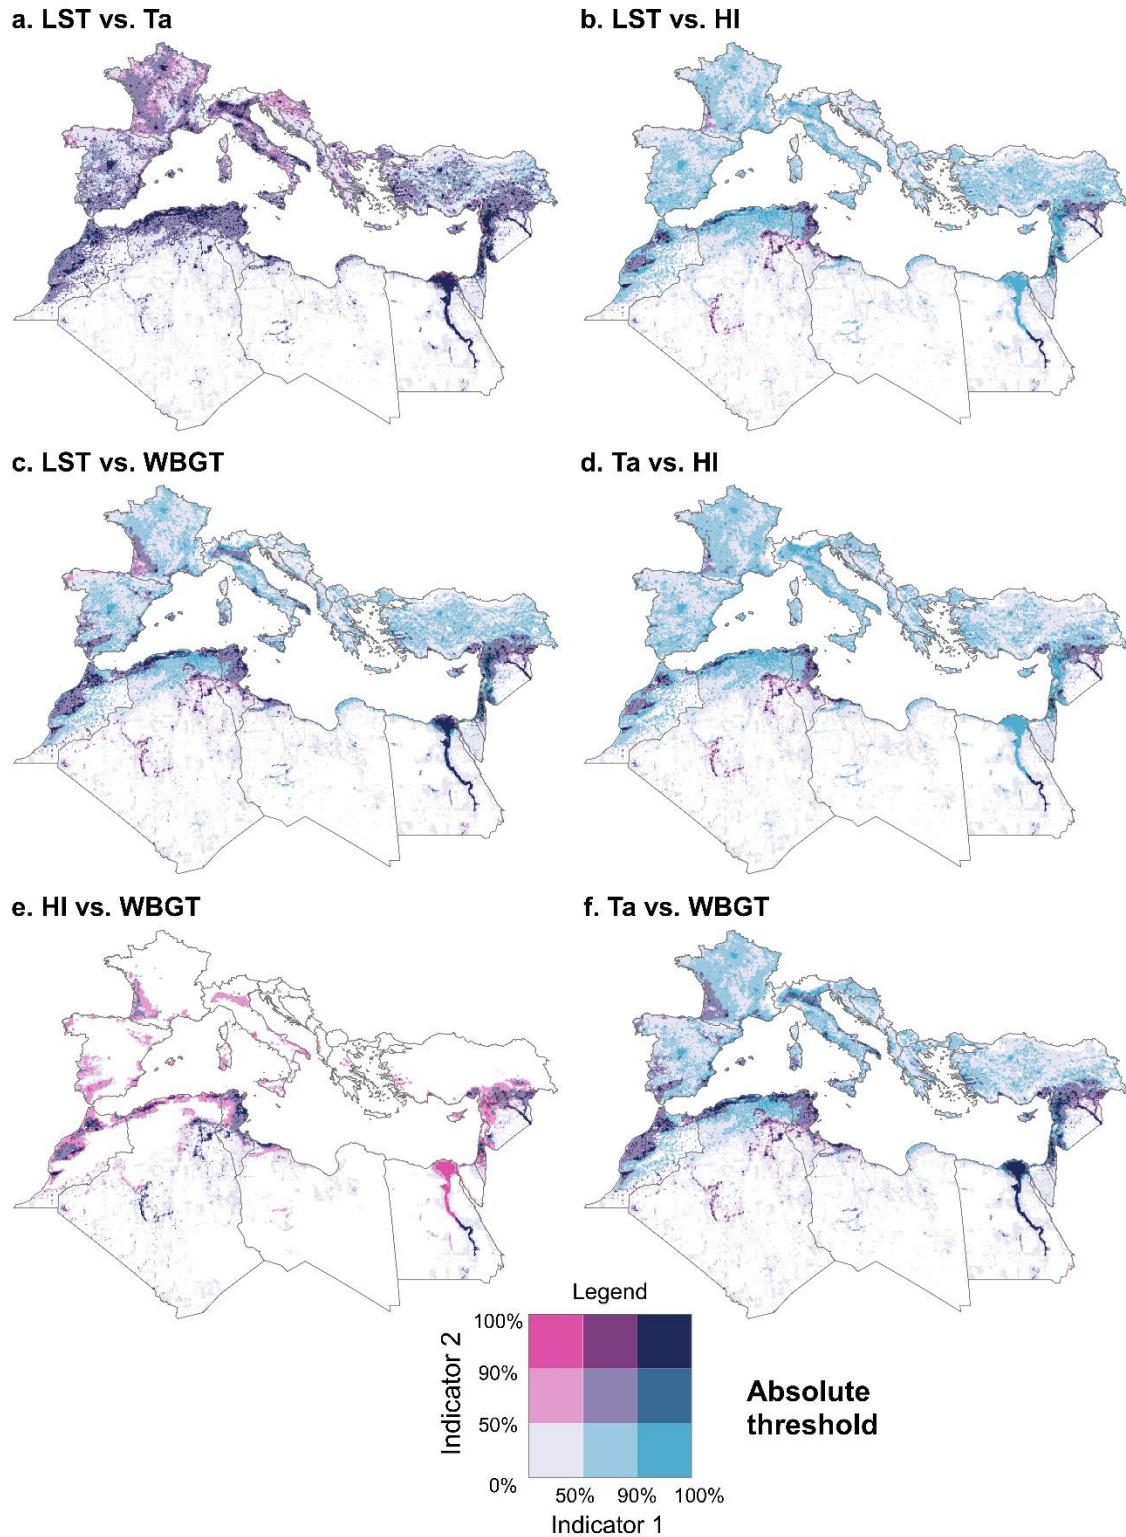 a. LST vs. Ta
b. LST vs. HI
c. LST vs. WBGT
d. Ta vs. HI
e. HI vs. WBGT
f. Ta vs. WBGT
Legend
100%
90%
50%
0%
Indicator 2
50% 90% 100%
Indicator 1
Absolute
threshold